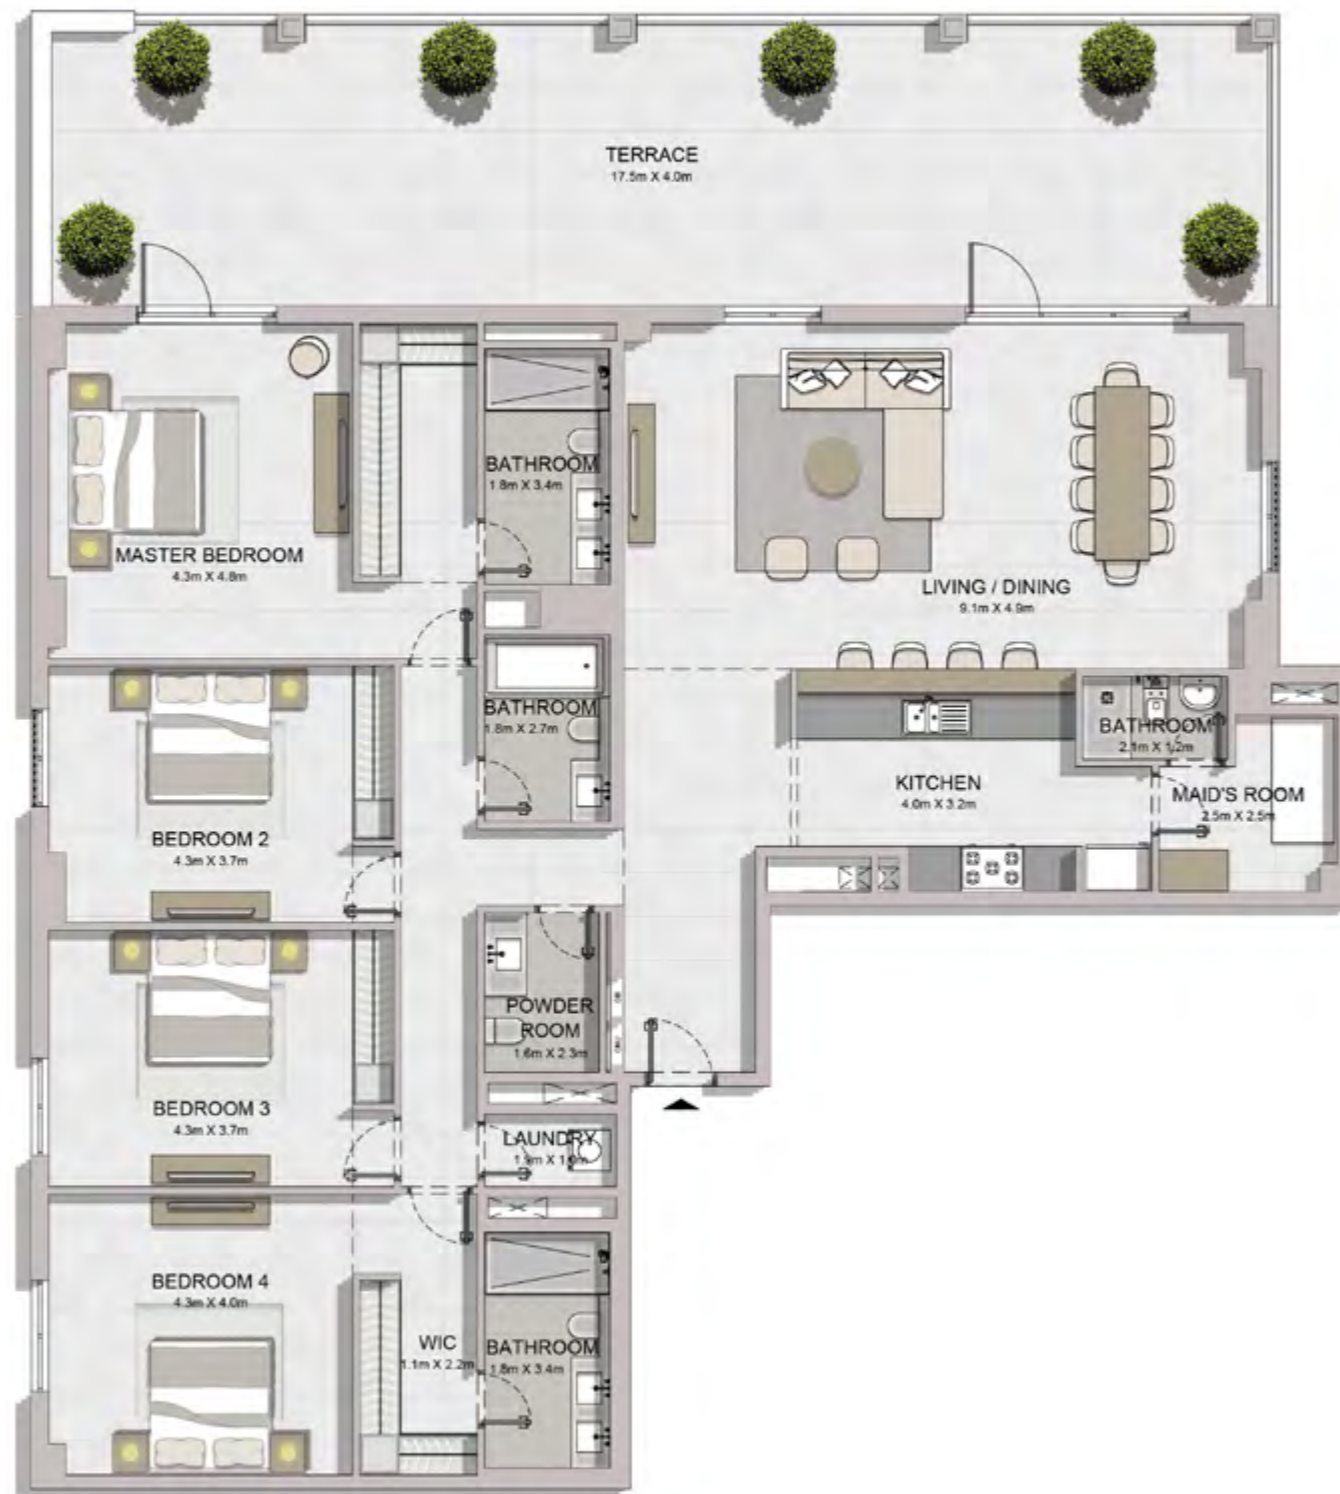 TERRACE
17.5m X 4.0m
BATHROOM
1.8m X 3.4m
MASTER BEDROOM
4.3m X 4.8m
LIVING / DINING
9.1m X 4.9m
BATHROOM
1.8m X 2.7m
BATHROOM
2.1m X 1.2m
KITCHEN
4.0m X 3.2m
MAID'S ROOM
2.5m X 2.5m
BEDROOM 2
4.3m X 3.7m
POWDER
ROOM
1.6m X 2.3m
BEDROOM 3
4.3m X 3.7m
LAUNDRY
BEDROOM 4
4.3m X 4.0m
WIC
1.1m X 2.2m
BATHROOM
1.8m X 3.4m